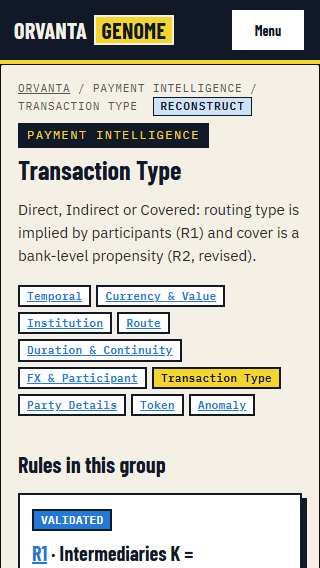 ORVANTA GENOME Menu
ORVANTA / PAYMENT INTELLIGENCE /
TRANSACTION TYPE RECONSTRUCT
PAYMENT INTELLIGENCE
Transaction Type
Direct, Indirect or Covered: routing type is
implied by participants (R1) and cover is a
bank-level propensity (R2, revised).
Temporal Currency & Value
Institution Route
Duration & Continuity
FX & Participant Transaction Type
Party Details Token Anomaly
Rules in this group
VALIDATED
R1 · Intermediaries K =